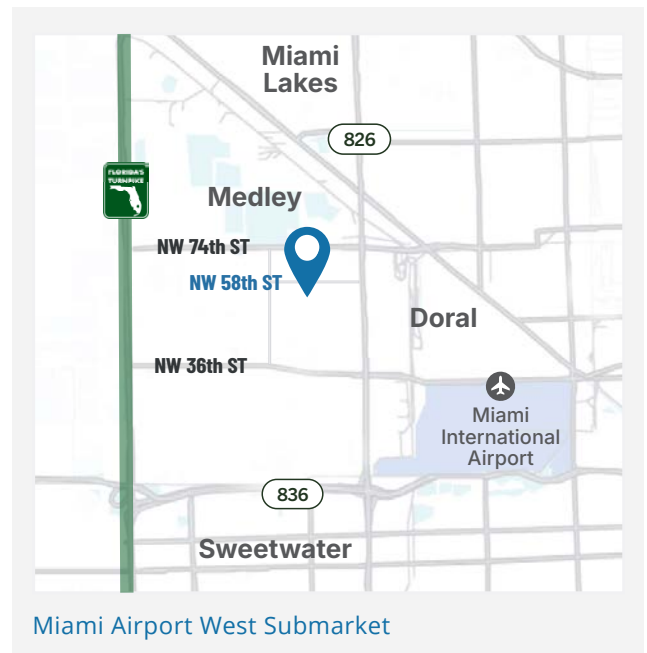 Miami
Lakes
826
FLORIDA'S
TURNPIKE
Medley
NW 74th ST
NW 58th ST
Doral
NW 36th ST
Miami
International
Airport
836
Sweetwater
Miami Airport West Submarket